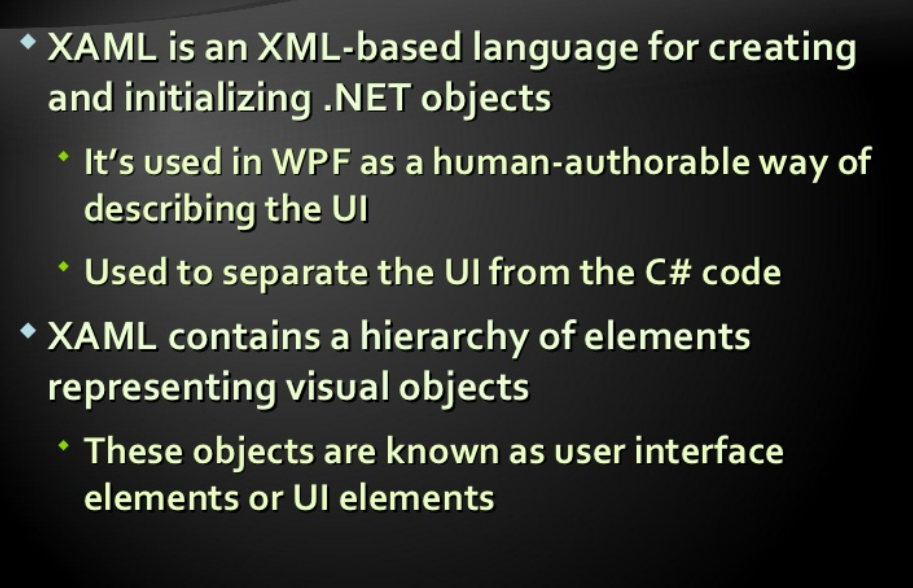 XAML is an XML-based language for creating
and initializing .NET objects
It’s used in WPF as a human-authorable way of
describing the UI
Used to separate the UI from the C# code
XAML contains a hierarchy of elements
representing visual objects
These objects are known as user interface
elements or UI elements